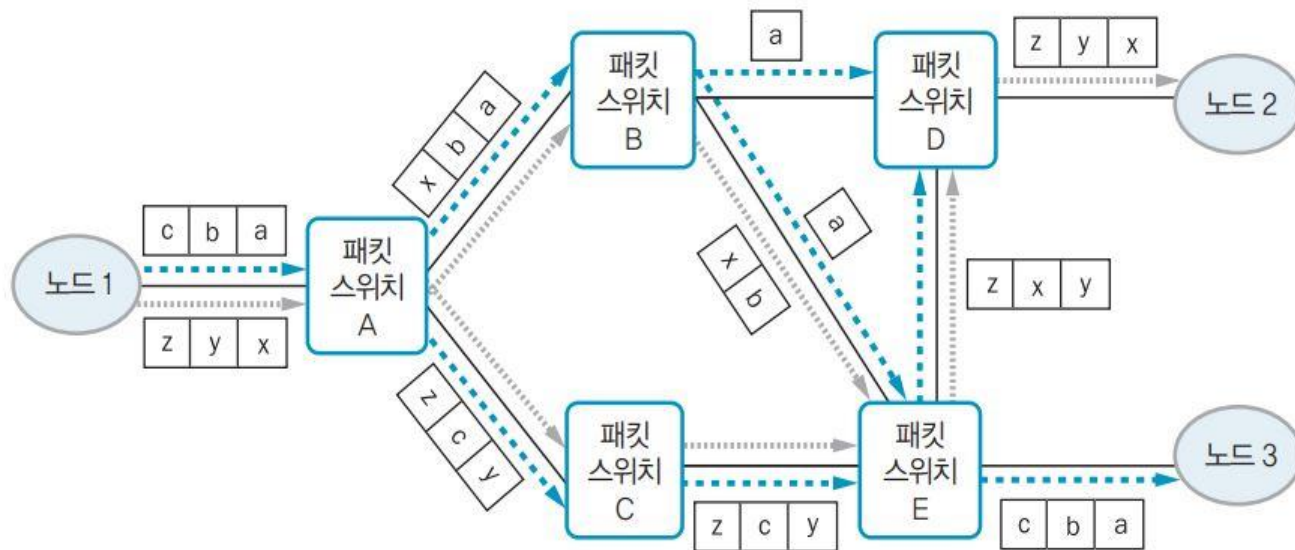 a
z y x
패킷
스위치
B
패킷
스위치
D
노드 2
x b a
c b a
패킷
스위치
A
a
x b
노드 1
z x y
z y x
z c y
패킷
스위치
C
패킷
스위치
E
노드 3
z c y
c b a